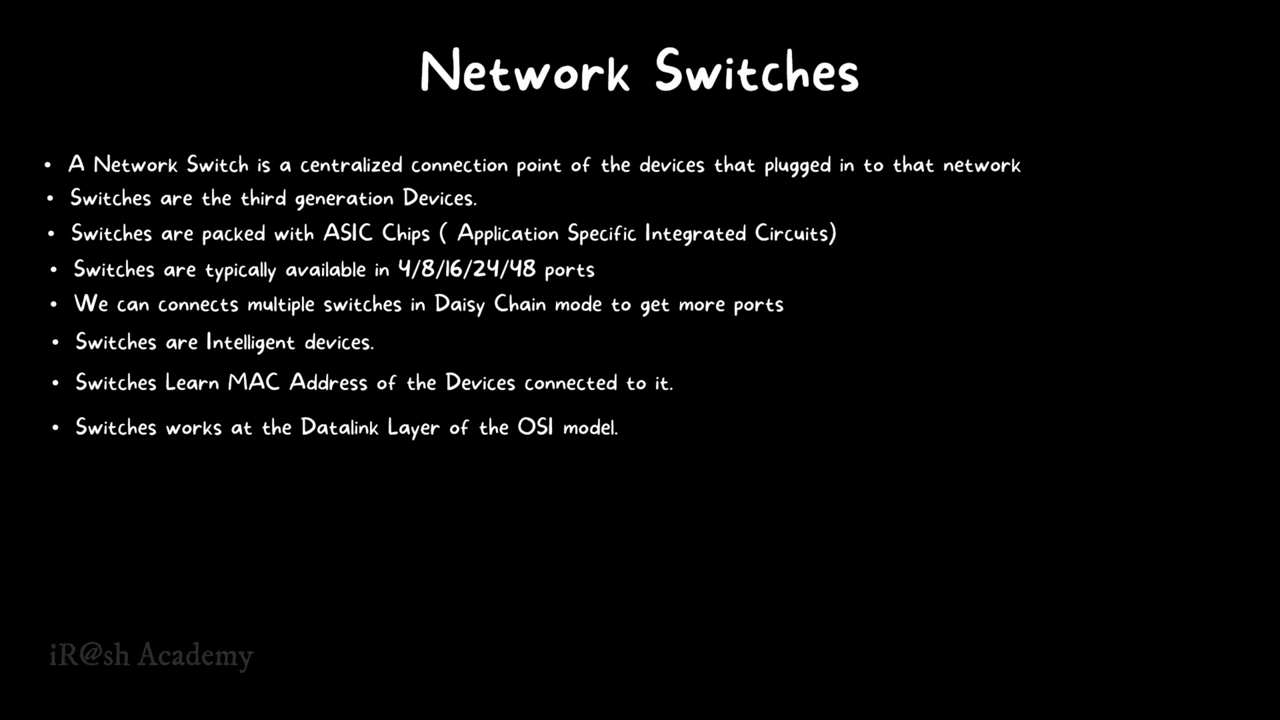 Network Switches
• A Network Switch is a centralized connection point of the devices that plugged in to that network
• Switches are the third generation Devices.
• Switches are packed with ASIC Chips ( Application Specific Integrated Circuits)
• Switches are typically available in 4/8/16/24/48 ports
• We can connects multiple switches in Daisy Chain mode to get more ports
• Switches are Intelligent devices.
• Switches Learn MAC Address of the Devices connected to it.
• Switches works at the Datalink Layer of the OSI model.
iR@sh Academy